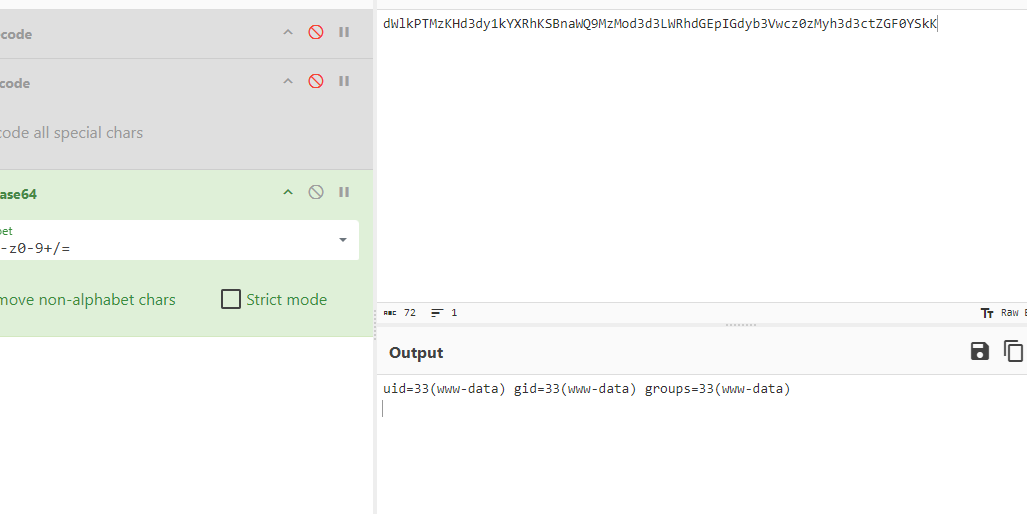 code
dWlkPTMzKHd3dy1kYXRhKSBnaWQ9MzMod3d3LWRhdGEpIGdyb3Vwcz0zMyh3d3ctZGF0YSkK
code
code all special chars
ase64
bet
-z0-9+/=
move non-alphabet chars
Strict mode
ABC 72 1
Raw
Output
uid=33(www-data) gid=33(www-data) groups=33(www-data)